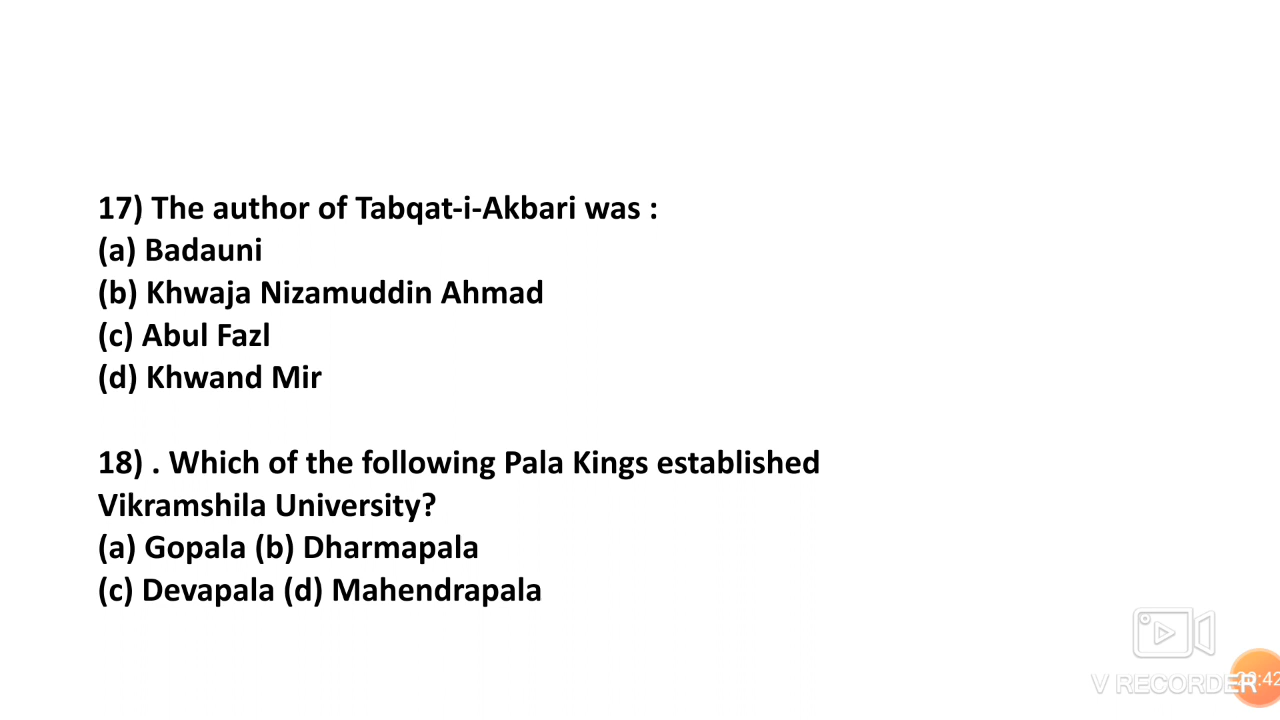 17) The author of Tabqat-i-Akbari was :
(a) Badauni
(b) Khwaja Nizamuddin Ahmad
(c) Abul Fazl
(d) Khwand Mir
18) . Which of the following Pala Kings established
Vikramshila University?
(a) Gopala (b) Dharmapala
(c) Devapala (d) Mahendrapala
V RECORDER